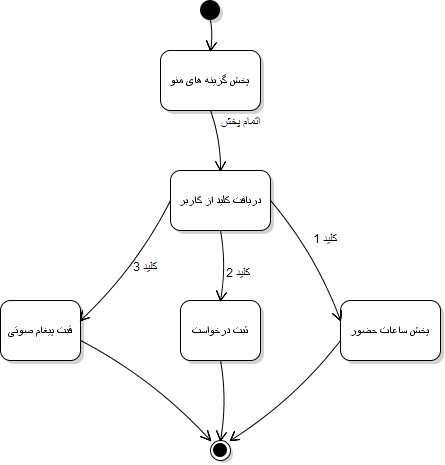 پخش گزینه های منو
اتمام پخش
دریافت کلید از کاربر
کلید 1
کلید 2
کلید 3
پخش ساعات حضور
ثبت درخواست
ثبت پیغام صوتی